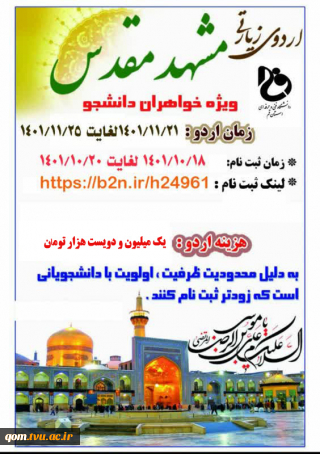 اردوی زیارتی
مشهد مقدس
ویژه خواهران دانشجو
زمان اردو : ۱۴۰۱/۱۱/۲۱ لغایت ۱۴۰۱/۱۱/۲۵
* زمان ثبت نام: ۱۴۰۱/۱۰/۱۸ لغایت ۱۴۰۱/۱۰/۲۰
* لینک ثبت نام : https://b2n.ir/h24961
هزینه اردو : یک میلیون و دویست هزار تومان
به دلیل محدودیت ظرفیت ، اولویت با دانشجویانی
است که زودتر ثبت نام کنند .
السلام علیک یا علی بن موسی الرضا المرتضی
qom.tvu.ac.ir